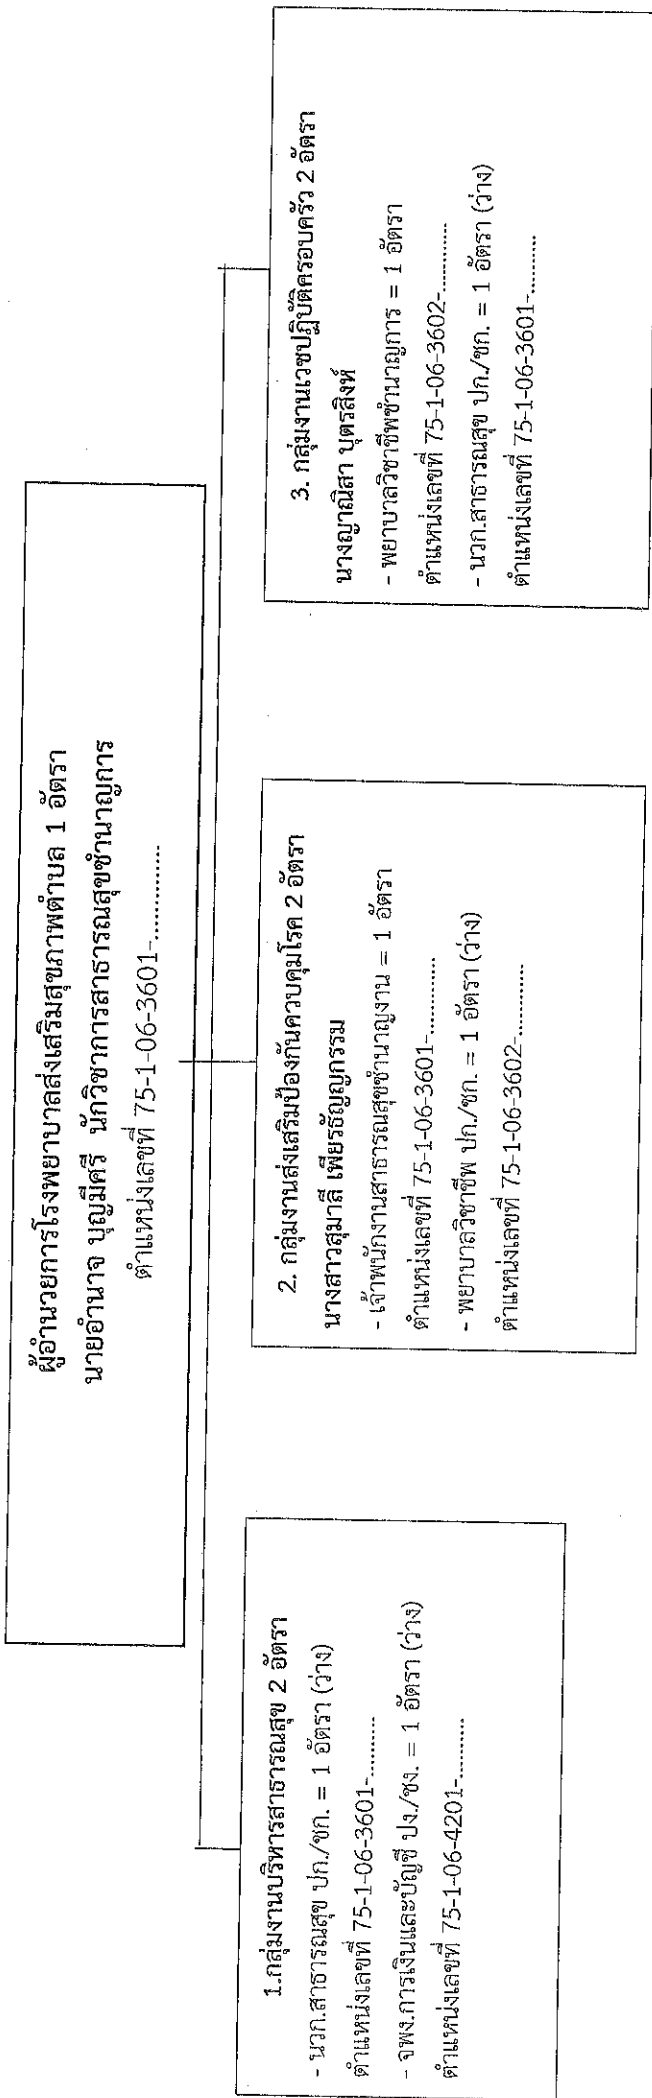 ผู้อำนวยการโรงพยาบาลส่งเสริมสุขภาพตำบล 1 อัตรา
นายอำนาจ บุญมีศรี นักวิชาการสาธารณสุขชำนาญการ
ตำแหน่งเลขที่ 75-1-06-3601-..............
1.กลุ่มงานบริหารสาธารณสุข 2 อัตรา
- นวก.สาธารณสุข ปก./ชก. = 1 อัตรา (ว่าง)
ตำแหน่งเลขที่ 75-1-06-3601-...........
- จพง.การเงินและบัญชี ปง./ชง. = 1 อัตรา (ว่าง)
ตำแหน่งเลขที่ 75-1-06-4201-...........
2. กลุ่มงานส่งเสริมป้องกันควบคุมโรค 2 อัตรา
นางสาวสุมาลี เพียรธัญญกรรม
- เจ้าพนักงานสาธารณสุขชำนาญงาน = 1 อัตรา
ตำแหน่งเลขที่ 75-1-06-3601-..............
- พยาบาลวิชาชีพ ปก./ชก. = 1 อัตรา (ว่าง)
ตำแหน่งเลขที่ 75-1-06-3602-............
3. กลุ่มงานเวชปฏิบัติครอบครัว 2 อัตรา
นางญาณิสา บุตรสิงห์
- พยาบาลวิชาชีพชำนาญการ = 1 อัตรา
ตำแหน่งเลขที่ 75-1-06-3602-............
- นวก.สาธารณสุข ปก./ชก. = 1 อัตรา (ว่าง)
ตำแหน่งเลขที่ 75-1-06-3601-...........